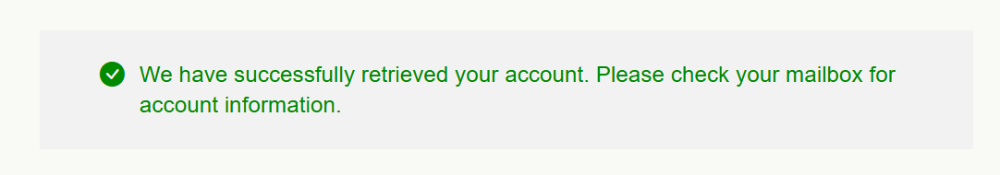 We have successfully retrieved your account. Please check your mailbox for
account information.